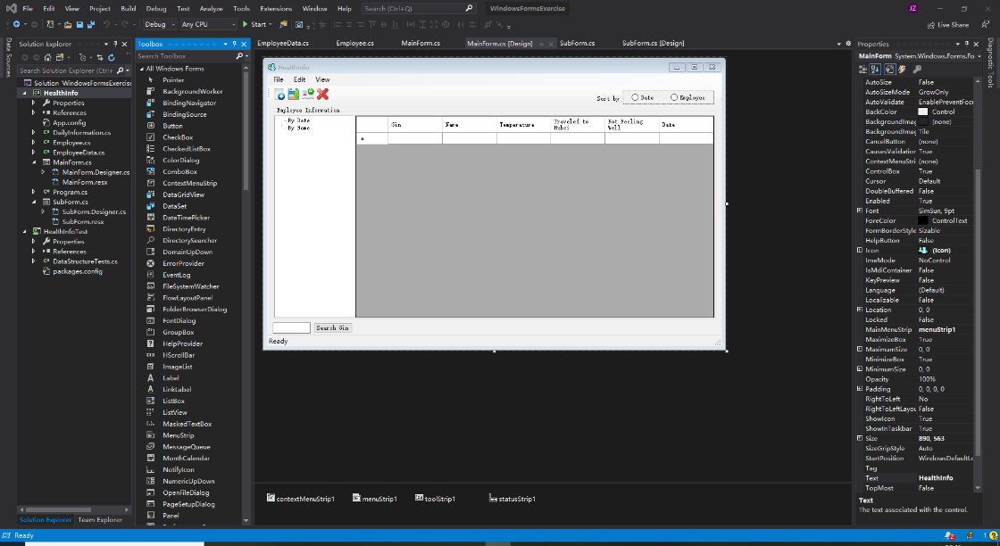 File Edit View Project Build Debug Test Analyze Tools Extensions Window Help Search (Ctrl+Q) WindowsFormsExercise JZ
Debug Any CPU Start Live Share
Data Sources
Solution Explorer
Search Solution Explorer (Ctrl+
Solution 'WindowsFormsExercise
HealthInfo
Properties
References
App.config
DailyInformation.cs
Employee.cs
EmployeeData.cs
MainForm.cs
MainForm.Designer.cs
MainForm.resx
Program.cs
SubForm.cs
SubForm.Designer.cs
SubForm.resx
HealthInfoTest
Properties
References
DataStructureTests.cs
packages.config
Solution Explorer Team Explorer
Toolbox
Search Toolbox
All Windows Forms
Pointer
BackgroundWorker
BindingNavigator
BindingSource
Button
CheckBox
CheckedListBox
ColorDialog
ComboBox
ContextMenuStrip
DataGridView
DataSet
DateTimePicker
DirectoryEntry
DirectorySearcher
DomainUpDown
ErrorProvider
EventLog
FileSystemWatcher
FlowLayoutPanel
FolderBrowserDialog
FontDialog
GroupBox
HelpProvider
HScrollBar
ImageList
Label
LinkLabel
ListBox
ListView
MaskedTextBox
MenuStrip
MessageQueue
MonthCalendar
NotifyIcon
NumericUpDown
OpenFileDialog
PageSetupDialog
Panel
EmployeeData.cs Employee.cs MainForm.cs MainForm.cs [Design] SubForm.cs SubForm.cs [Design]
HealthInfo
File Edit View
Sort by Date Employee
Employee Information
By Date
By Name
Gin Name Temperature Traveled to Hubei Not Feeling Well Date
Search Gin
Ready
contextMenuStrip1 menuStrip1 toolStrip1 statusStrip1
Properties
MainForm System.Windows.Forms.Fo
AutoSize False
AutoSizeMode GrowOnly
AutoValidate EnablePreventFocu
BackColor Control
BackgroundImag (none)
BackgroundImag Tile
CancelButton (none)
CausesValidation True
ContextMenuStri (none)
ControlBox True
Cursor Default
DoubleBuffered False
Enabled True
Font SimSun, 9pt
ForeColor ControlText
FormBorderStyle Sizable
HelpButton False
Icon (Icon)
ImeMode NoControl
IsMdiContainer False
KeyPreview False
Language (Default)
Localizable False
Location 0, 0
Locked False
MainMenuStrip menuStrip1
MaximizeBox True
MaximumSize 0, 0
MinimizeBox True
MinimumSize 0, 0
Opacity 100%
Padding 0, 0, 0, 0
RightToLeft No
RightToLeftLayou False
ShowIcon True
ShowInTaskbar True
Size 890, 563
SizeGripStyle Auto
StartPosition WindowsDefaultLo
Tag
Text HealthInfo
TopMost False
Text
The text associated with the control.
Diagnostic Tools
Ready 2 1